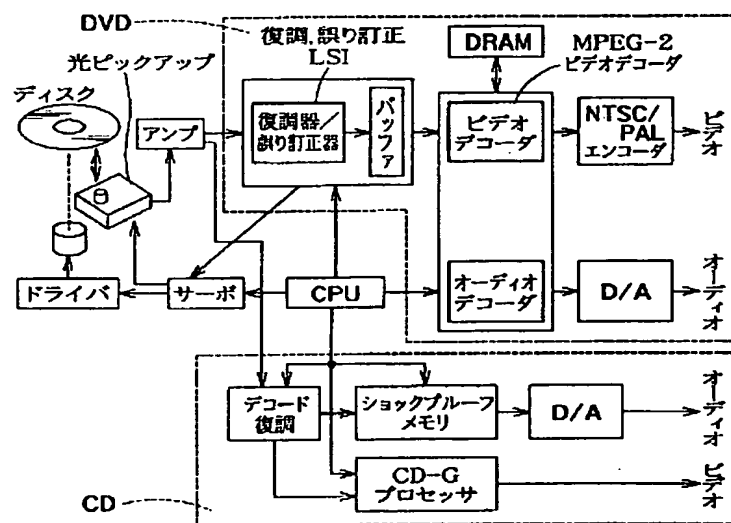 DVD
復調,誤り訂正
LSI
DRAM
MPEG-2
ビデオデコーダ
光ピックアップ
ディスク
アンプ
復調器/
誤り訂正器
バッファ
ビデオ
デコーダ
NTSC/
PAL
エンコーダ
ビデオ
ドライバ
サーボ
CPU
オーディオ
デコーダ
D/A
オーディオ
デコード
復調
ショックプルーフ
メモリ
D/A
オーディオ
CD-G
プロセッサ
ビデオ
CD